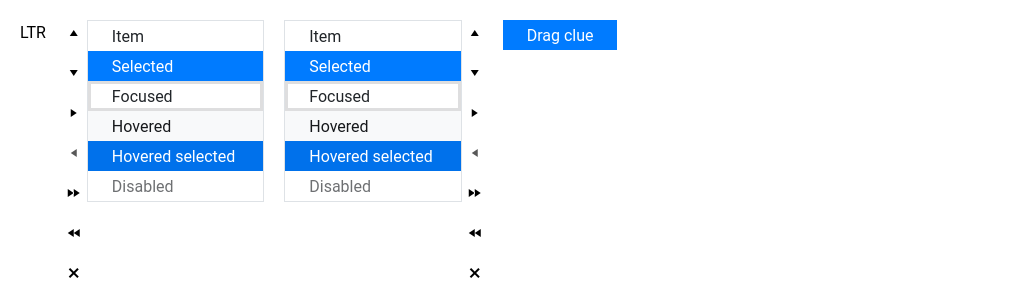 LTR
Item
Selected
Focused
Hovered
Hovered selected
Disabled
Item
Selected
Focused
Hovered
Hovered selected
Disabled
Drag clue